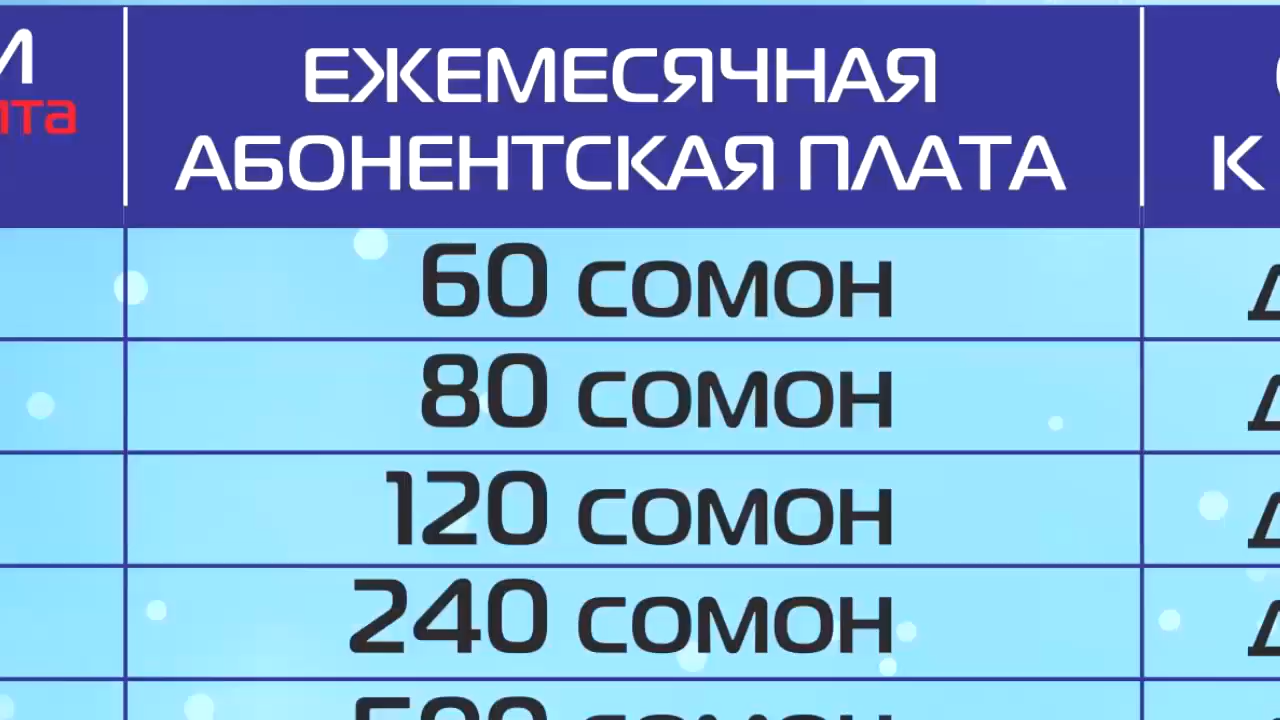 ЕЖЕМЕСЯЧНАЯ
АБОНЕНТСКАЯ ПЛАТА
К
60 СОМОН
80 СОМОН
120 СОМОН
240 СОМОН